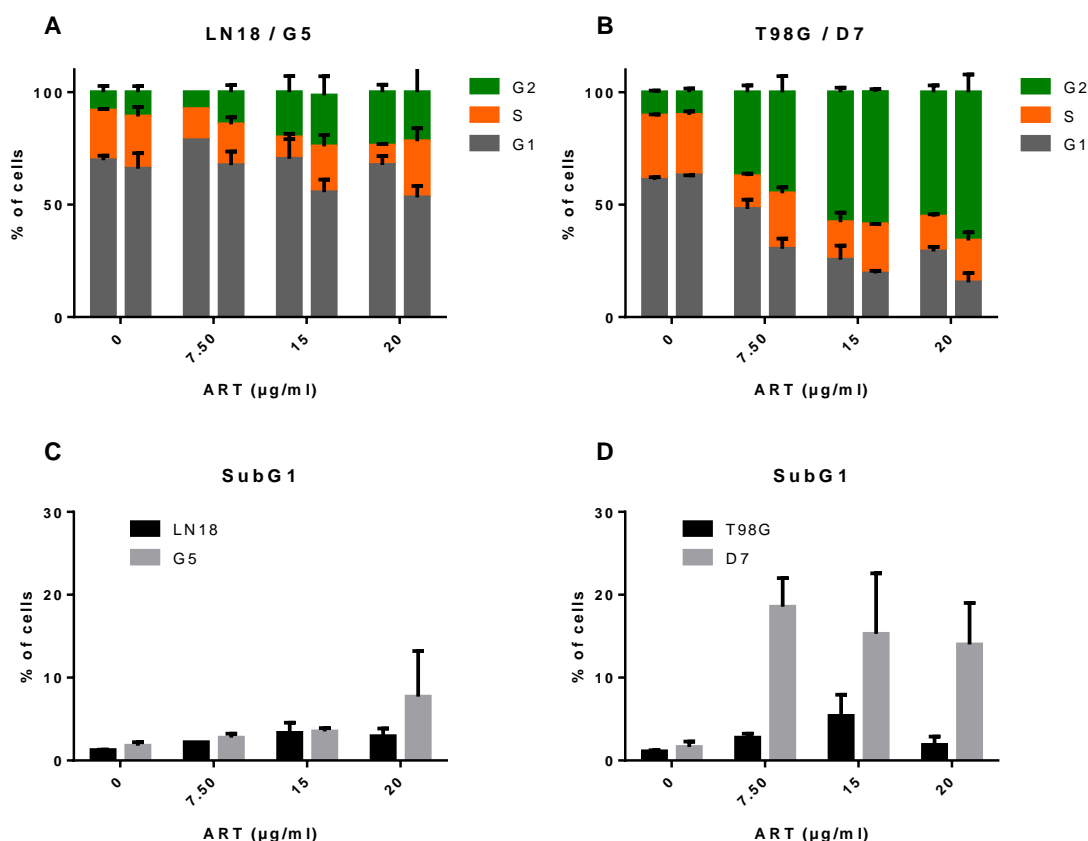 A
LN18 / G5
% of cells
100
50
0
G2
S
G1
0
7.50
15
20
ART (µg/ml)
B
T98G / D7
% of cells
100
50
0
G2
S
G1
0
7.50
15
20
ART (µg/ml)
C
SubG1
% of cells
30
20
10
0
LN18
G5
0
7.50
15
20
ART (µg/ml)
D
SubG1
% of cells
30
20
10
0
T98G
D7
0
7.50
15
20
ART (µg/ml)